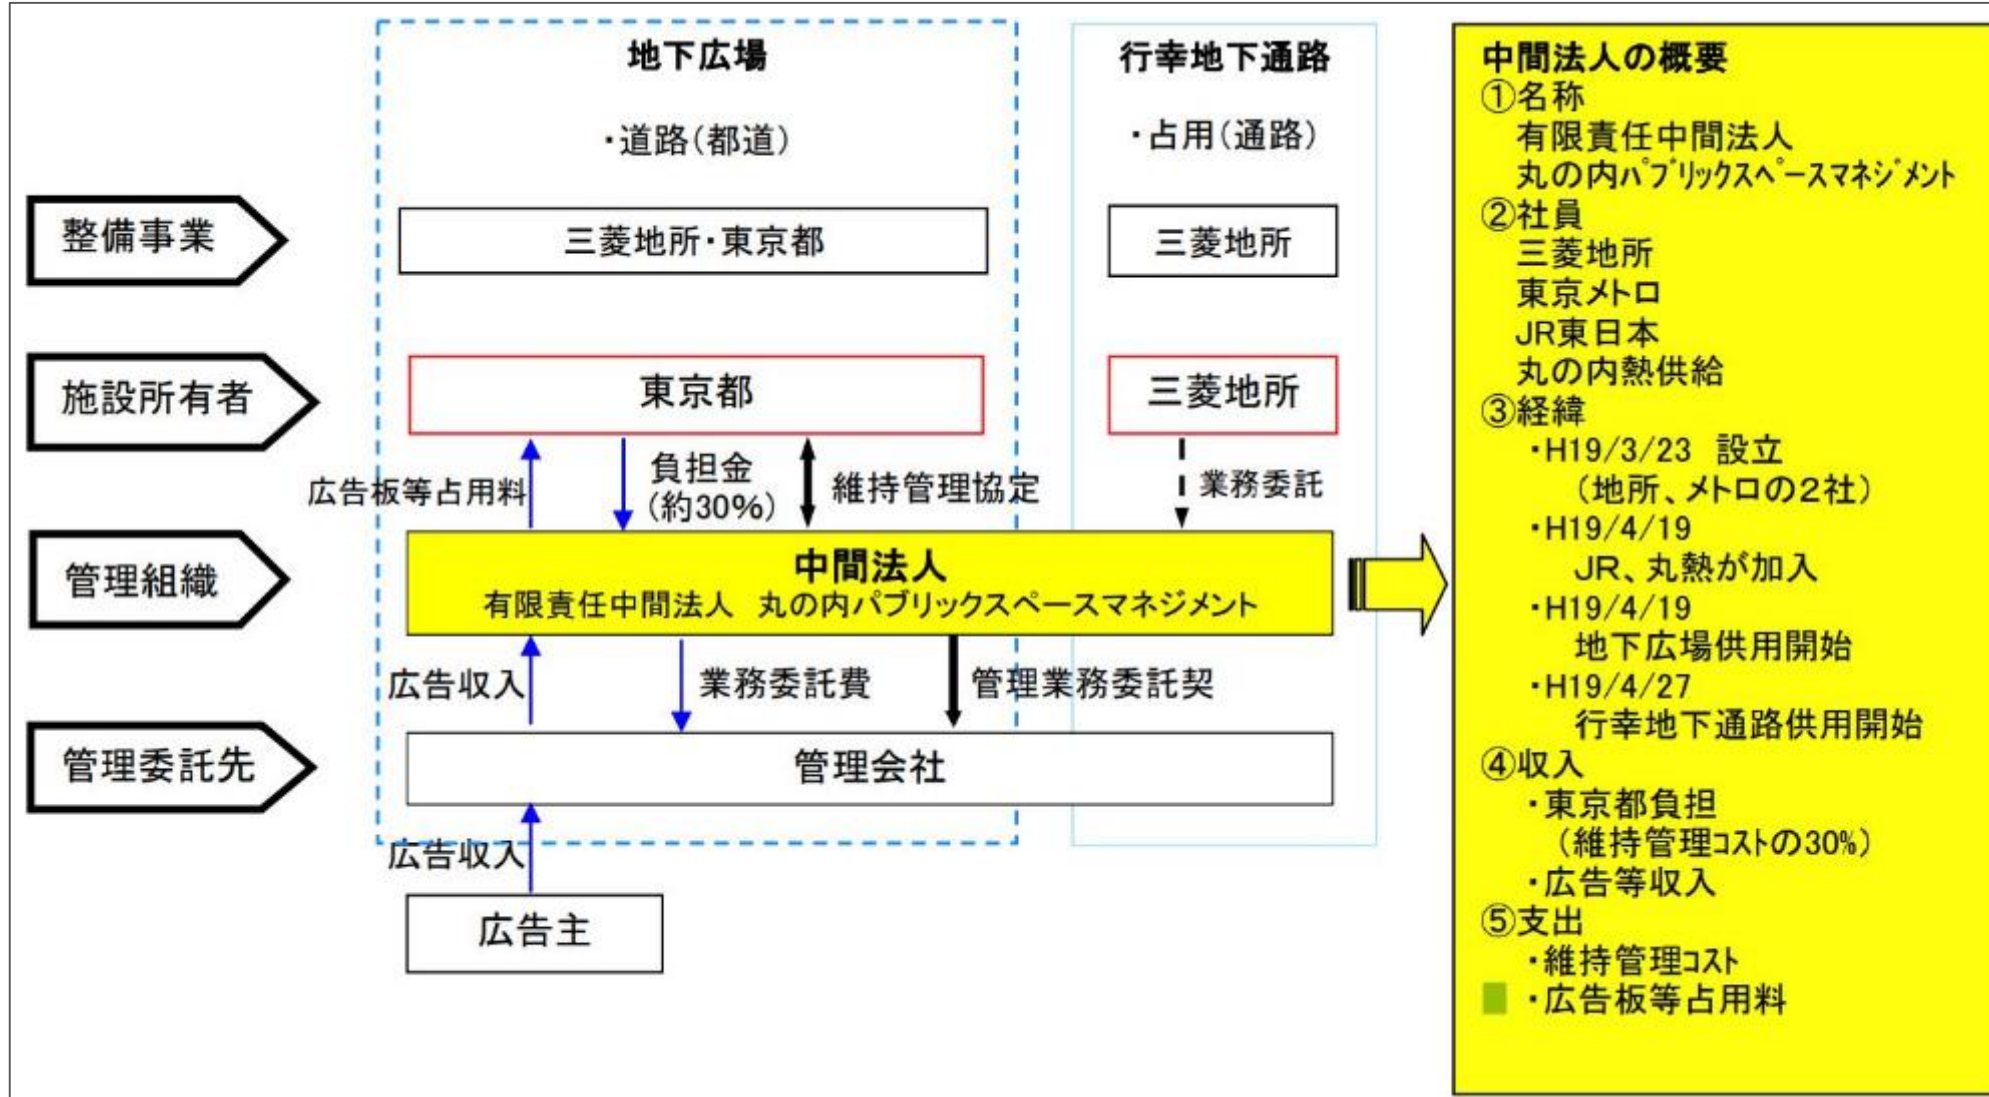 地下広場
・道路(都道)
行幸地下通路
・占用(通路)
整備事業
三菱地所・東京都
三菱地所
施設所有者
東京都
三菱地所
広告板等占用料
負担金
(約30%)
維持管理協定
業務委託
管理組織
中間法人
有限責任中間法人　丸の内パブリックスペースマネジメント
広告収入
業務委託費
管理業務委託契
管理委託先
管理会社
広告収入
広告主
中間法人の概要
①名称
有限責任中間法人
丸の内ﾊﾟﾌﾞﾘｯｸｽﾍﾟｰｽﾏﾈｼﾞﾒﾝﾄ
②社員
三菱地所
東京メトロ
JR東日本
丸の内熱供給
③経緯
・H19/3/23　設立
(地所、メトロの２社)
・H19/4/19
JR、丸熱が加入
・H19/4/19
地下広場供用開始
・H19/4/27
行幸地下通路供用開始
④収入
・東京都負担
(維持管理ｺｽﾄの30%)
・広告等収入
⑤支出
・維持管理ｺｽﾄ
・広告板等占用料